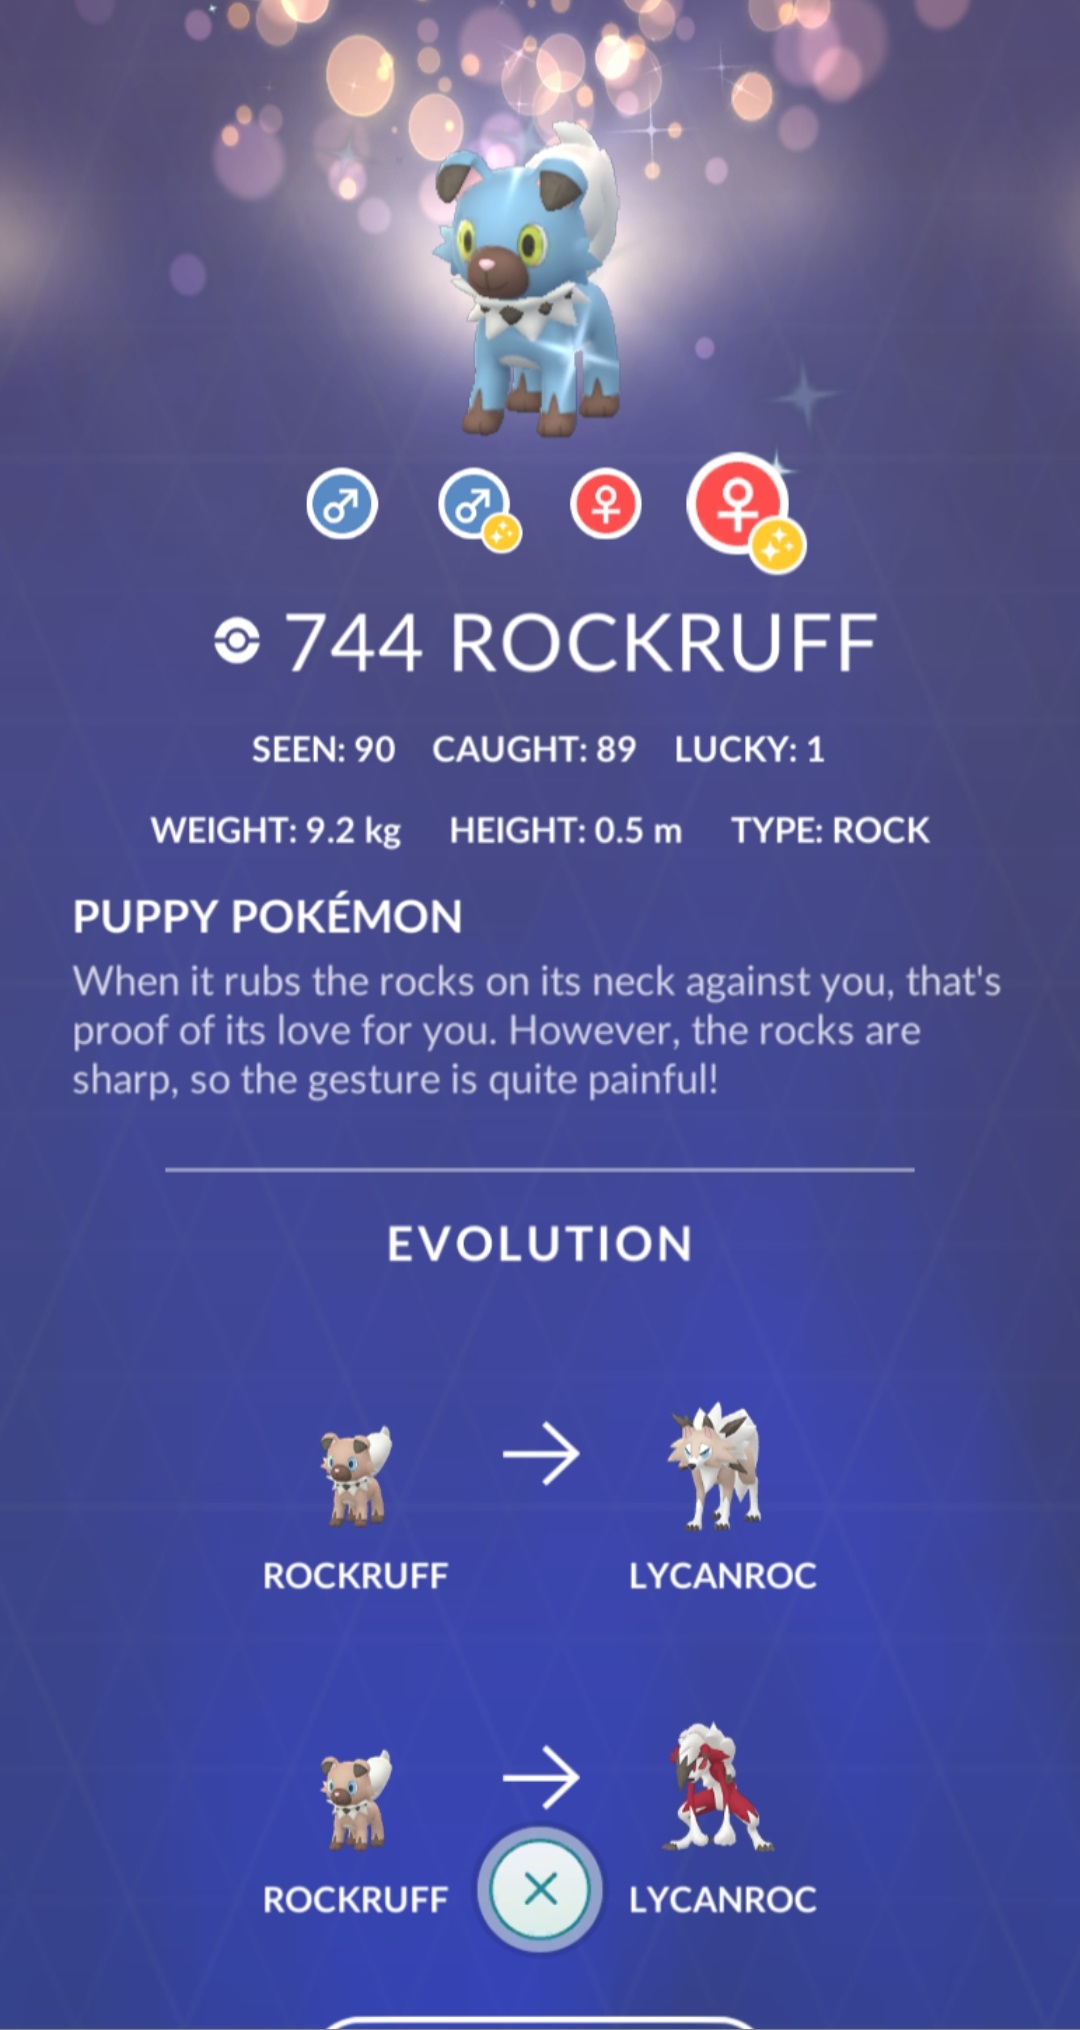 744 ROCKRUFF
SEEN: 90 CAUGHT: 89 LUCKY: 1
WEIGHT: 9.2 kg HEIGHT: 0.5 m TYPE: ROCK
PUPPY POKÉMON
When it rubs the rocks on its neck against you, that's
proof of its love for you. However, the rocks are
sharp, so the gesture is quite painful!
EVOLUTION
ROCKRUFF LYCANROC
ROCKRUFF LYCANROC